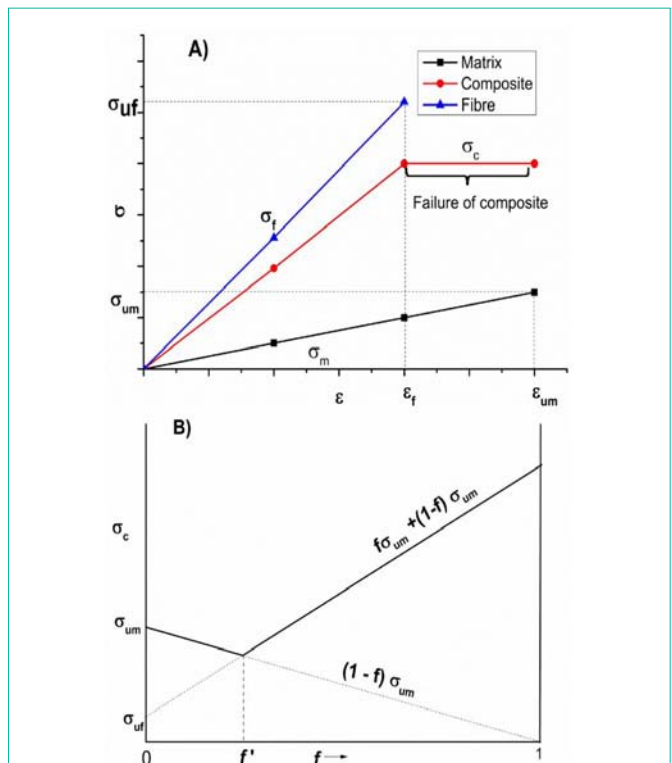 A)
Matrix
Composite
Fibre
σuf
σc
Failure of composite
σ
σf
σum
σm
ε
εf
εum
B)
fσum+(1-f) σum
σc
σum
(1 - f) σum
σuf
0
f'
f→
1